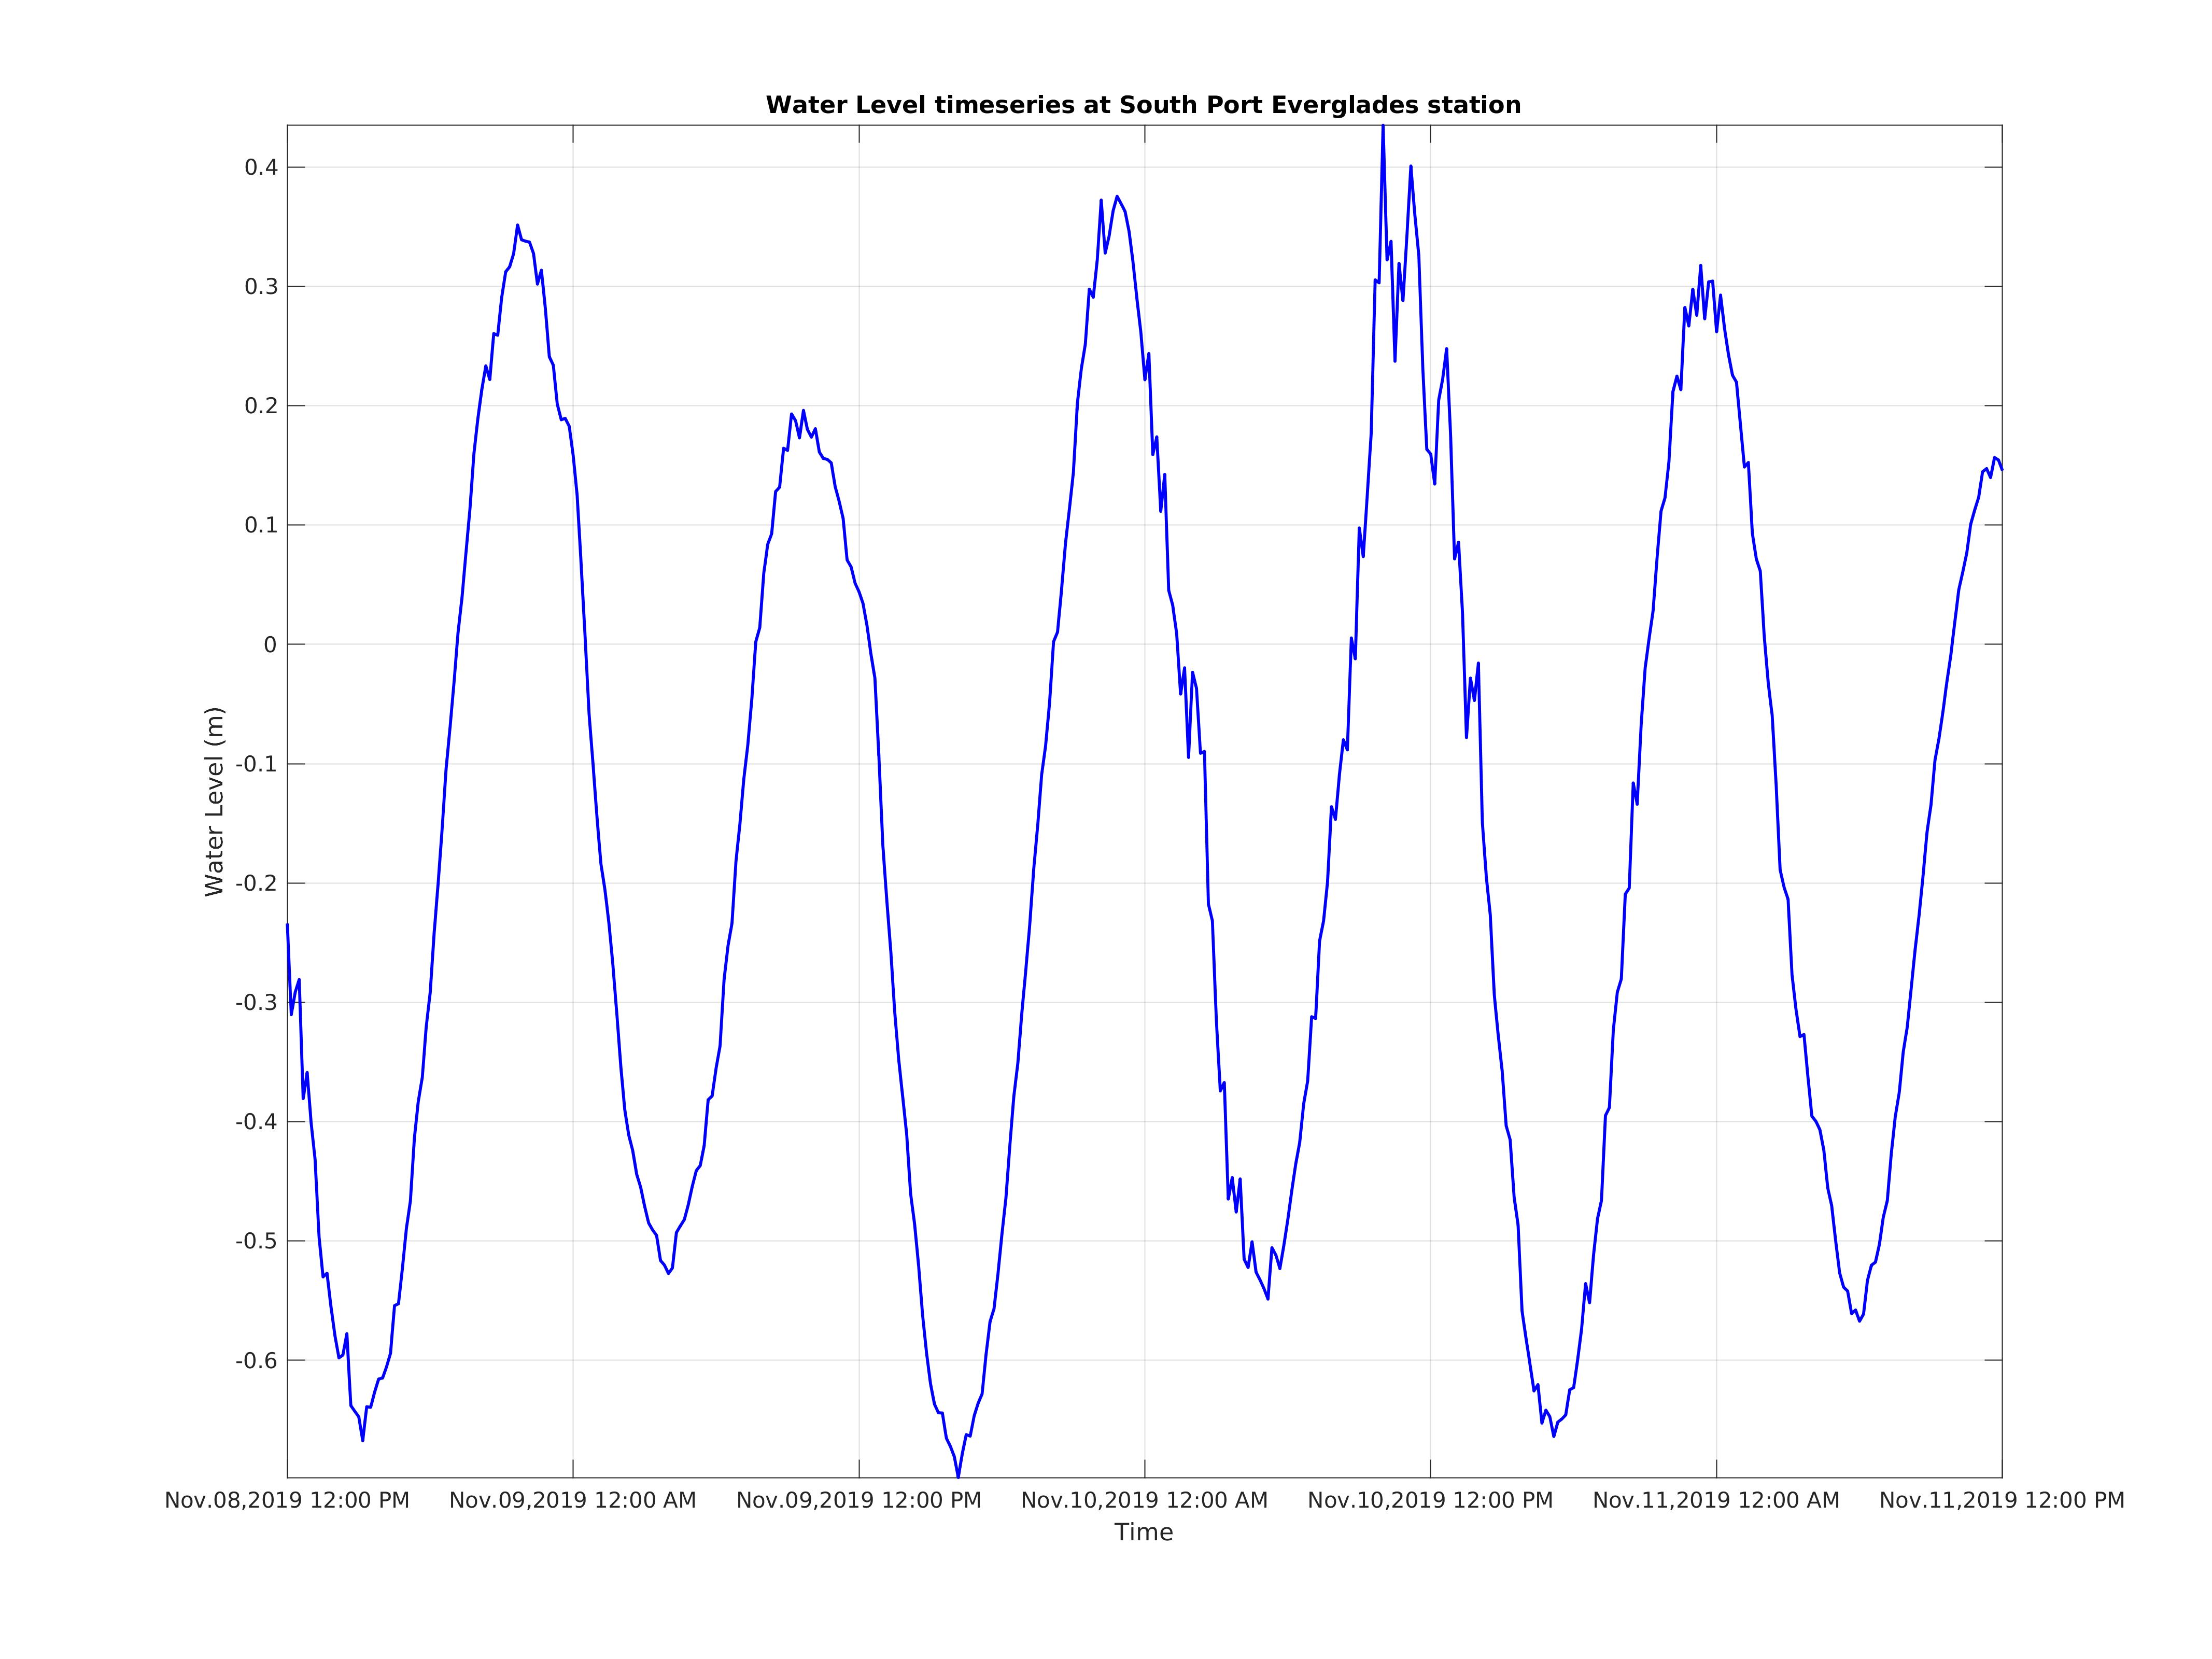 Water Level timeseries at South Port Everglades station
0.4
0.3
0.2
0.1
0
-0.1
-0.2
-0.3
-0.4
-0.5
-0.6
Water Level (m)
Nov.08,2019 12:00 PM
Nov.09,2019 12:00 AM
Nov.09,2019 12:00 PM
Nov.10,2019 12:00 AM
Nov.10,2019 12:00 PM
Nov.11,2019 12:00 AM
Nov.11,2019 12:00 PM
Time